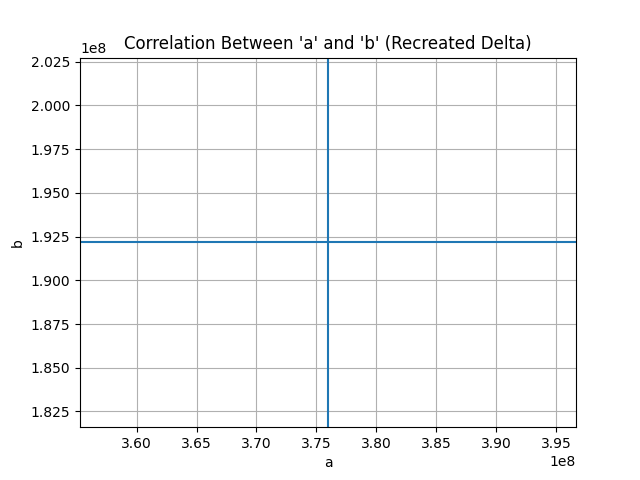 Correlation Between 'a' and 'b' (Recreated Delta)
1e8
2.025
2.000
1.975
1.950
1.925
1.900
1.875
1.850
1.825
b
3.60 3.65 3.70 3.75 3.80 3.85 3.90 3.95
1e8
a